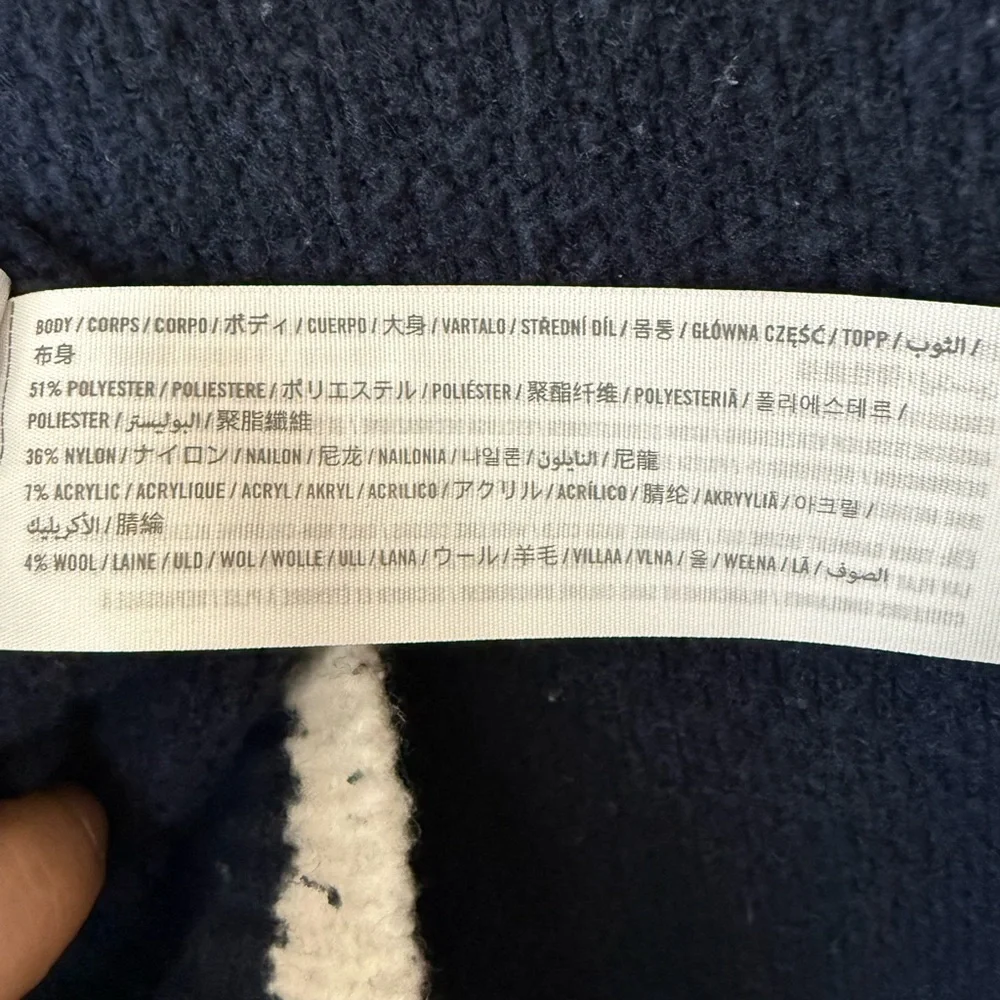 BODY / CORPS / CORPO / ボディ / CUERPO / 大身 / VARTALO / STŘEDNÍ DÍL / 몸통 / GŁÓWNA CZĘŚĆ / TOPP / الثوب /
布身
51% POLYESTER / POLIESTERE / ポリエステル / POLIÉSTER / 聚酯纤维 / POLYESTERIÄ / 폴리에스테르 /
POLIESTER / البوليستر / 聚脂纖維
36% NYLON / ナイロン / NAILON / 尼龙 / NAILONIA / 나일론 / النايلون / 尼龍
7% ACRYLIC / ACRYLIQUE / ACRYL / AKRYL / ACRILICO / アクリル / ACRÍLICO / 腈纶 / AKRYYLIÄ / 아크릴 /
الأكريليك / 腈綸
4% WOOL / LAINE / ULD / WOL / WOLLE / ULL / LANA / ウール / 羊毛 / VILLAA / VLNA / 울 / WEŁNA / LÃ / الصوف